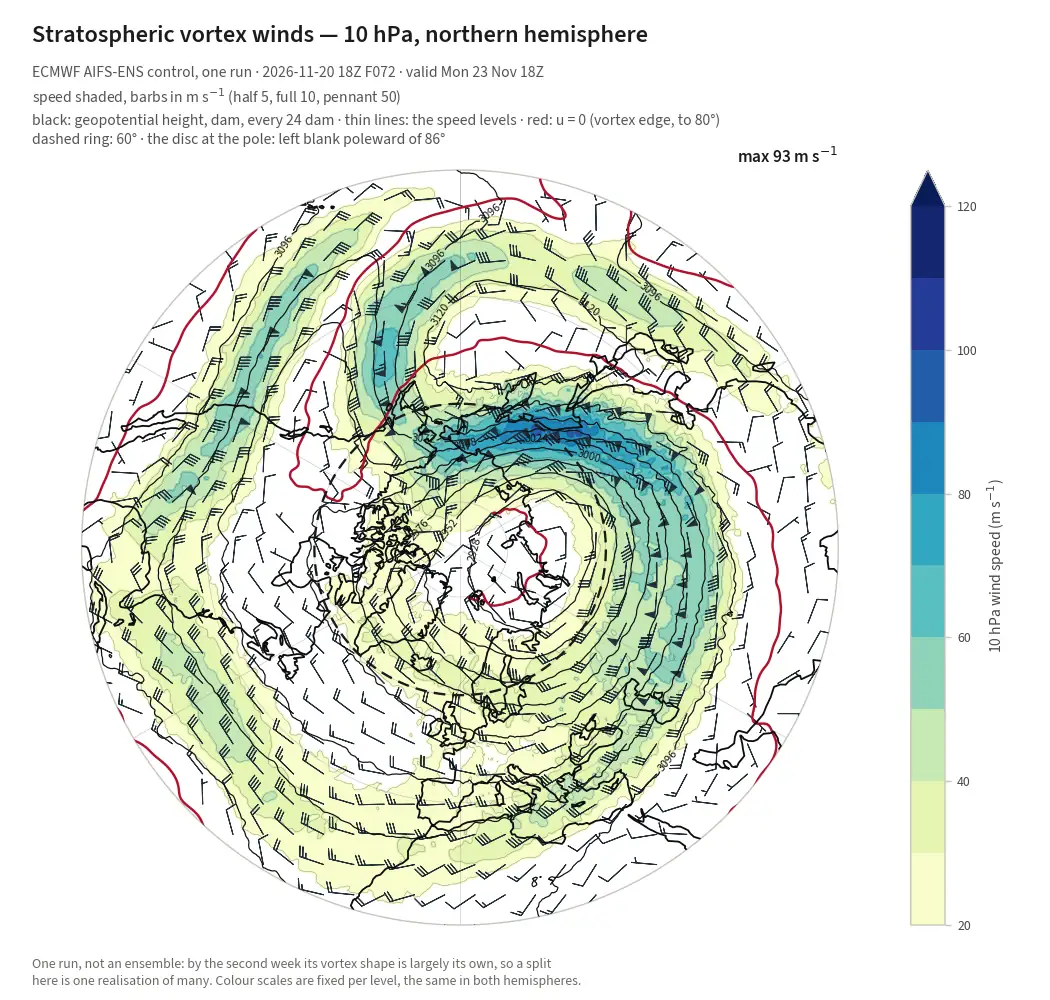 Stratospheric vortex winds — 10 hPa, northern hemisphere
ECMWF AIFS-ENS control, one run · 2026-11-20 18Z F072 · valid Mon 23 Nov 18Z
speed shaded, barbs in m s⁻¹ (half 5, full 10, pennant 50)
black: geopotential height, dam, every 24 dam · thin lines: the speed levels · red: u = 0 (vortex edge, to 80°)
dashed ring: 60° · the disc at the pole: left blank poleward of 86°
max 93 m s⁻¹
120
100
80
60
40
20
10 hPa wind speed (m s⁻¹)
3096
3096
3096
3096
3120
3120
3000
2928
3096
One run, not an ensemble: by the second week its vortex shape is largely its own, so a split
here is one realisation of many. Colour scales are fixed per level, the same in both hemispheres.